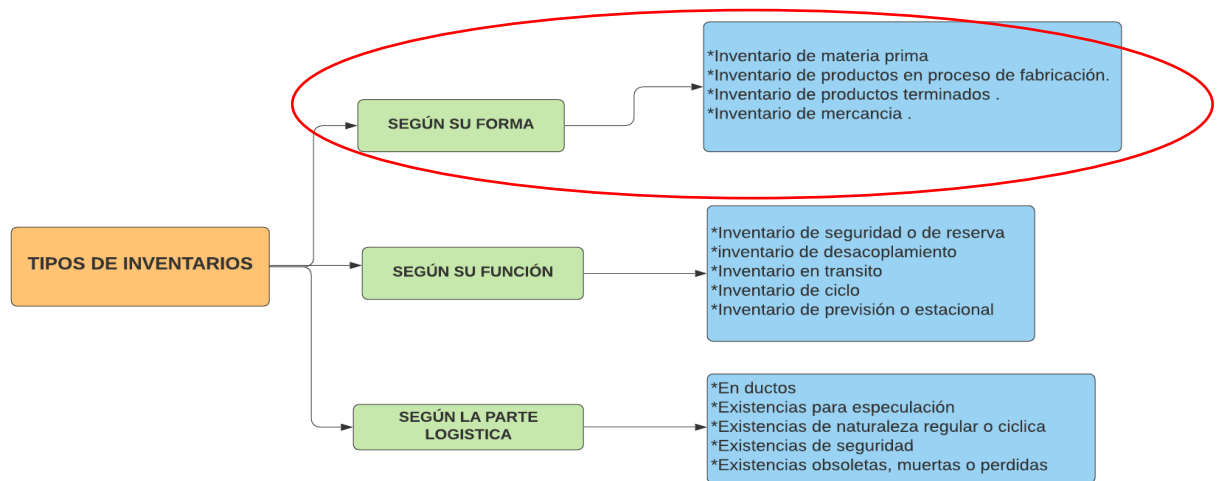 TIPOS DE INVENTARIOS
SEGÚN SU FORMA
*Inventario de materia prima
*Inventario de productos en proceso de fabricación.
*Inventario de productos terminados .
*Inventario de mercancia .
SEGÚN SU FUNCIÓN
*Inventario de seguridad o de reserva
*inventario de desacoplamiento
*Inventario en transito
*Inventario de ciclo
*Inventario de previsión o estacional
SEGÚN LA PARTE
LOGISTICA
*En ductos
*Existencias para especulación
*Existencias de naturaleza regular o ciclica
*Existencias de seguridad
*Existencias obsoletas, muertas o perdidas